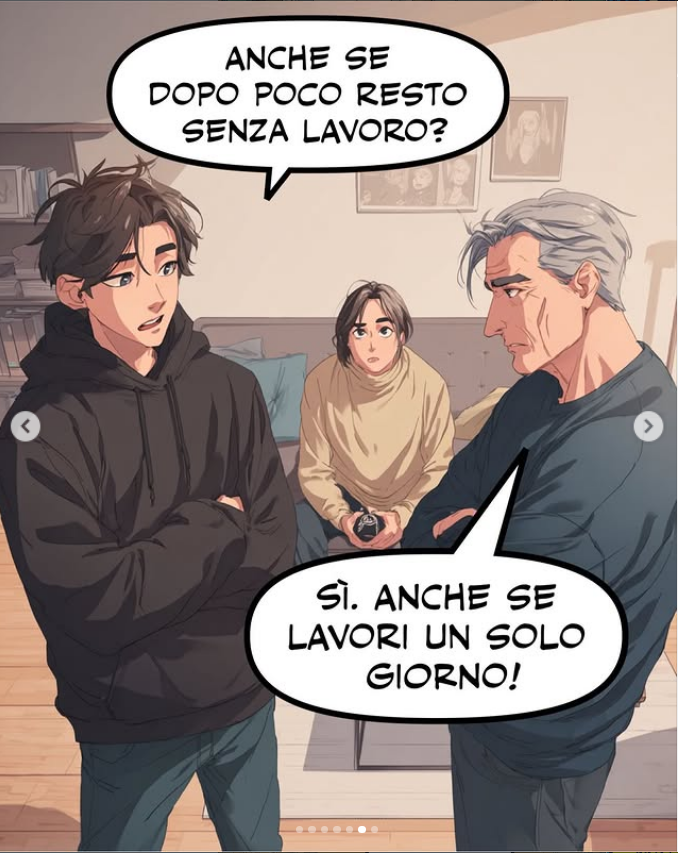 ANCHE SE
DOPO POCO RESTO
SENZA LAVORO?
SÌ. ANCHE SE
LAVORI UN SOLO
GIORNO!